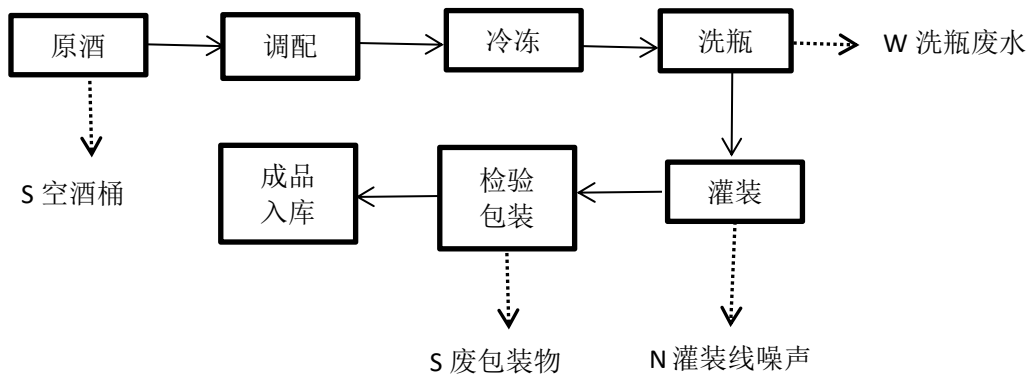 原酒
调配
冷冻
洗瓶
W 洗瓶废水
S 空酒桶
成品
入库
检验
包装
灌装
S 废包装物
N 灌装线噪声